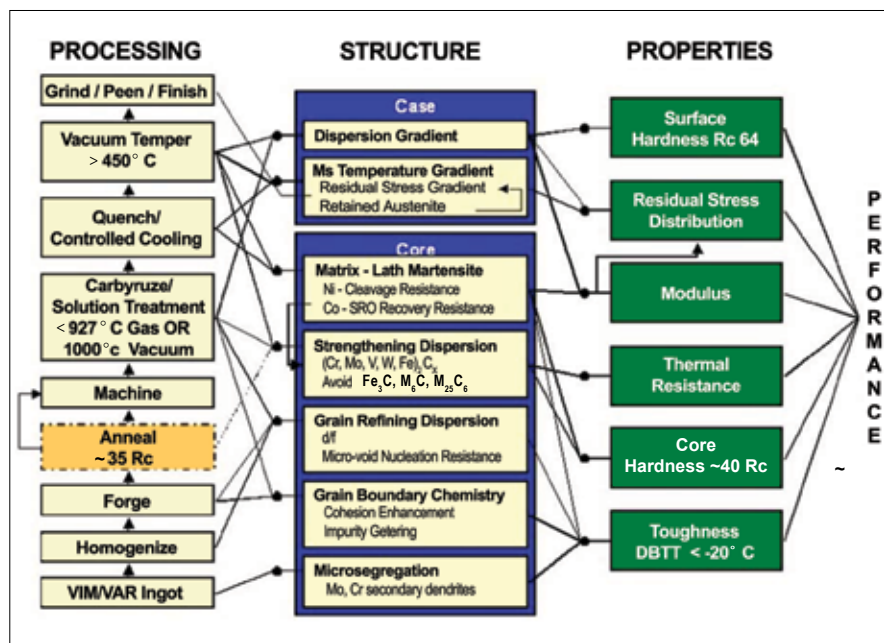 PROCESSING
Grind / Peen / Finish
Vacuum Temper
> 450° C
Quench/
Controlled Cooling
Carbyruze/
Solution Treatment
< 927° C Gas OR
1000°c Vacuum
Machine
Anneal
~ 35 Rc
Forge
Homogenize
VIM/VAR Ingot
STRUCTURE
Case
Dispersion Gradient
Ms Temperature Gradient
Residual Stress Gradient
Retained Austenite
Core
Matrix - Lath Martensite
Ni - Cleavage Resistance
Co - SRO Recovery Resistance
Strengthening Dispersion
(Cr, Mo, V, W, Fe)₂Cₓ
Avoid Fe₃C, M₆C, M₂₅C₆
Grain Refining Dispersion
d/f
Micro-void Nucleation Resistance
Grain Boundary Chemistry
Cohesion Enhancement
Impurity Getering
Microsegregation
Mo, Cr secondary dendrites
PROPERTIES
Surface
Hardness Rc 64
Residual Stress
Distribution
Modulus
Thermal
Resistance
Core
Hardness ~40 Rc
~
Toughness
DBTT < -20° C
PERFORMANCE